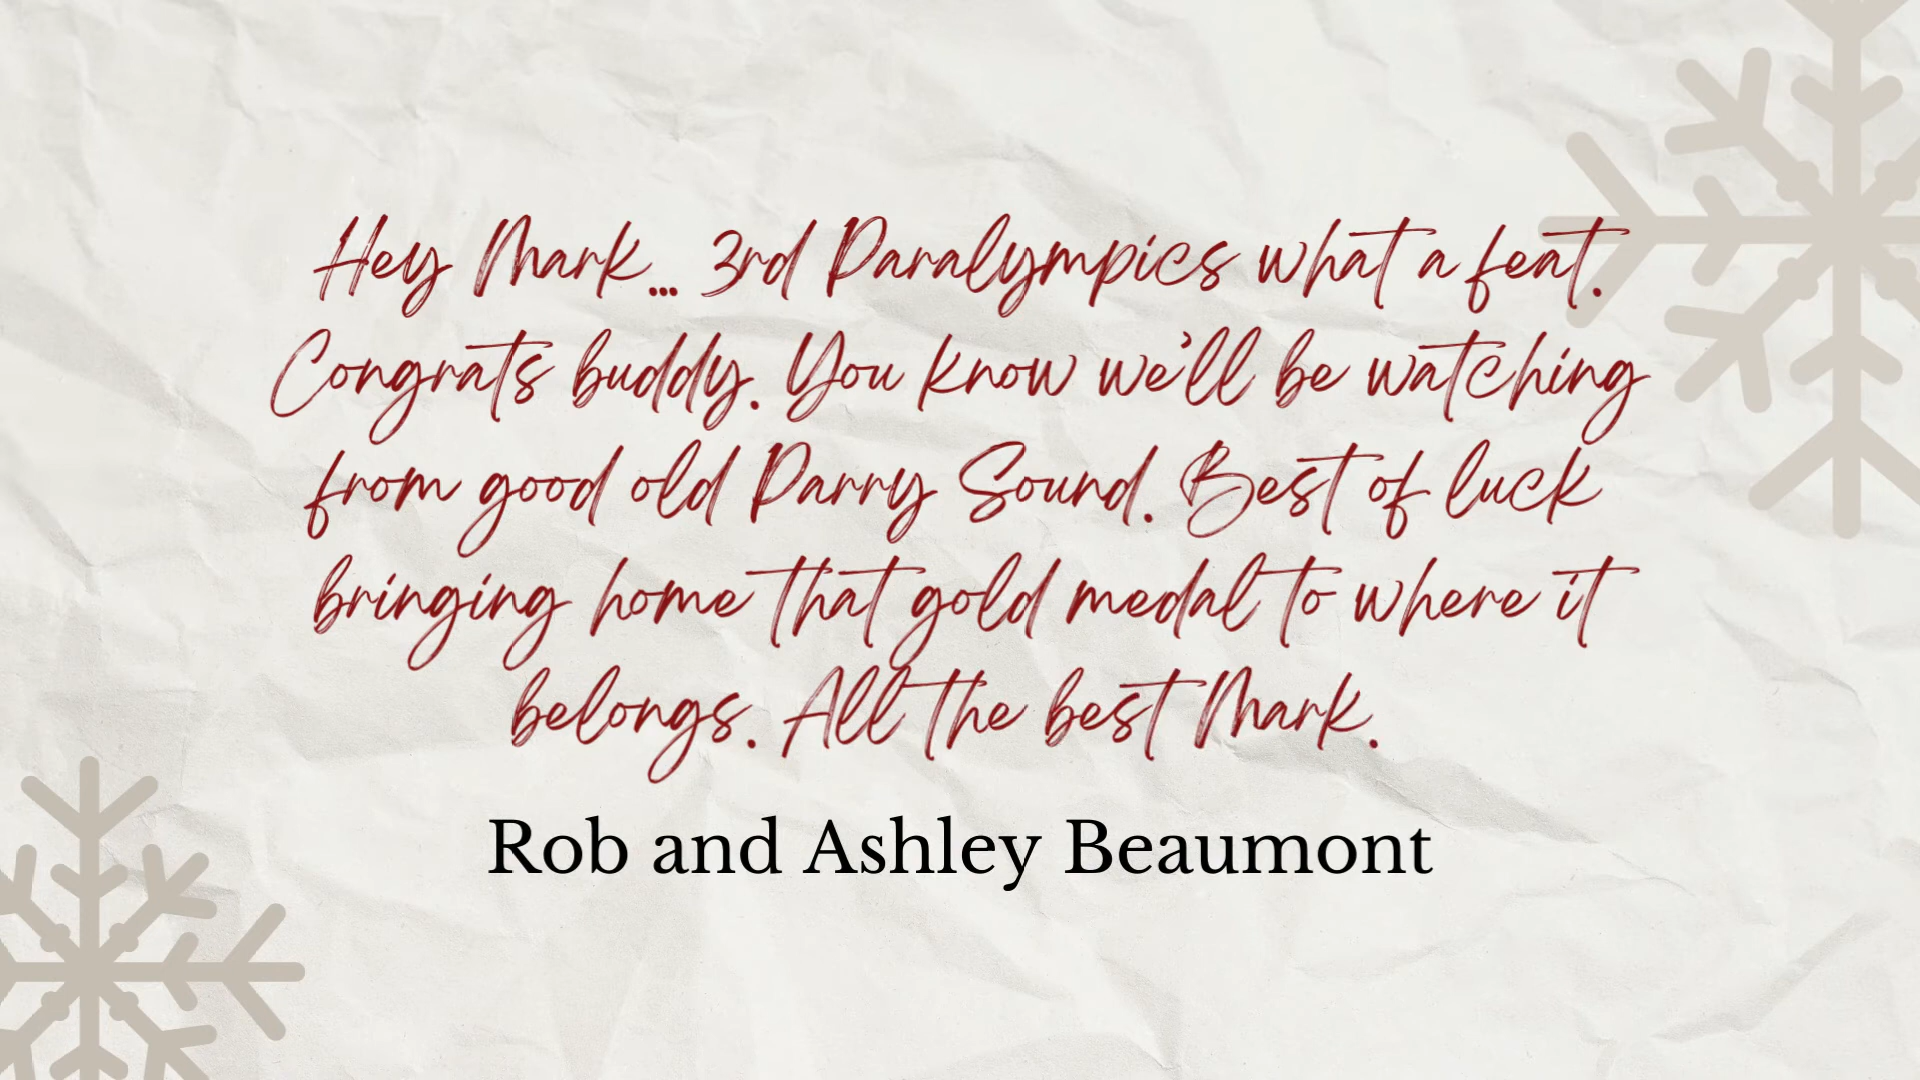 Hey Mark... 3rd Paralympics what a feat.
Congrats buddy. You know we'll be watching
from good old Parry Sound. Best of luck
bringing home that gold medal to where it
belongs. All the best Mark.
Rob and Ashley Beaumont